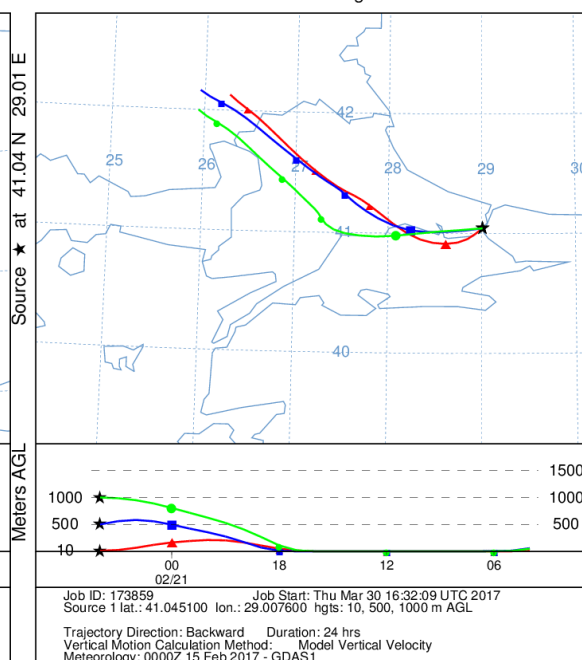 Source ★ at 41.04 N 29.01 E
42
25
26
27
28
29
30
41
40
Meters AGL
1500
1000
1000
500
500
10
00
18
12
06
02/21
Job ID: 173859 Job Start: Thu Mar 30 16:32:09 UTC 2017
Source 1 lat.: 41.045100 lon.: 29.007600 hgts: 10, 500, 1000 m AGL
Trajectory Direction: Backward Duration: 24 hrs
Vertical Motion Calculation Method: Model Vertical Velocity
Meteorology: 0000Z 15 Feb 2017 - GDAS1